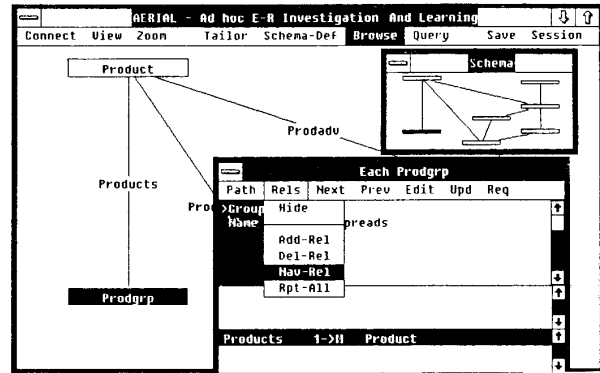 AERIAL - Ad hoc E-R Investigation And Learning
Connect View Zoom Tailor Schema-Def Browse Query Save Session
Product
Schema
Prodadv
Products
Each Prodgrp
Path Rels Next Prev Edit Upd Req
>Group
Name
Hide
preads
Add-Rel
Del-Rel
Nav-Rel
Rpt-All
Prodgrp
Products 1->M Product